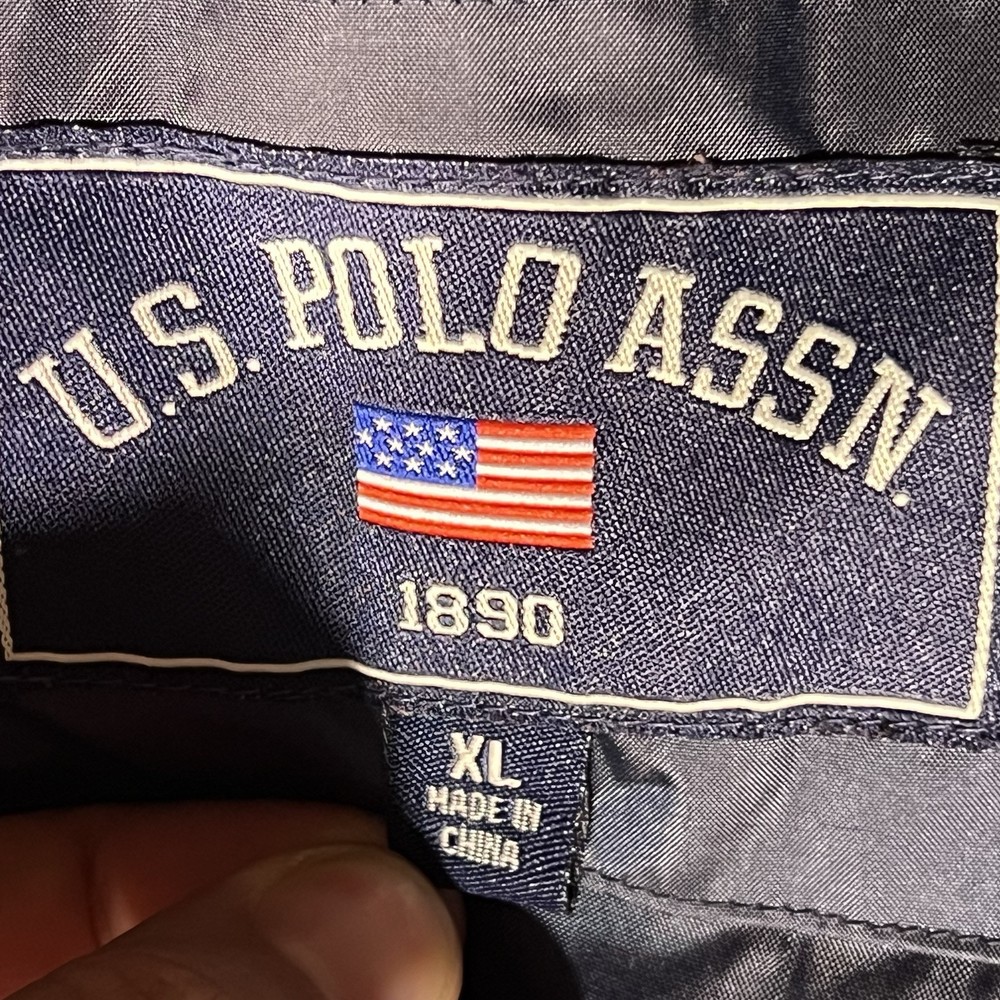 U.S. POLO ASSN.
1890
XL
MADE IN
CHINA